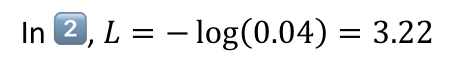 In 2️⃣, L = − log(0.04) = 3.22